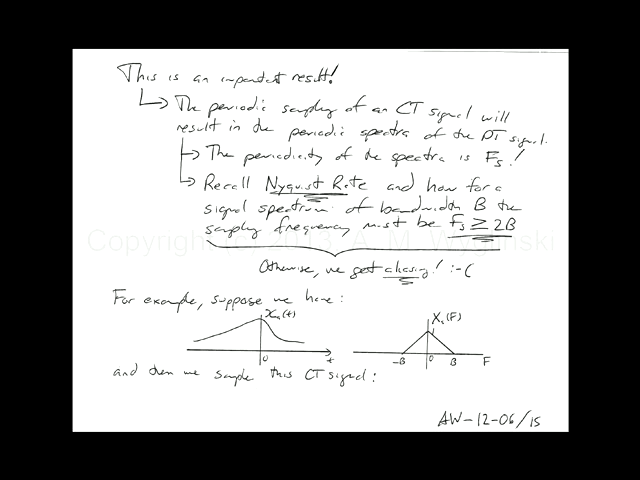 This is an important result!
↳ The periodic sampling of an CT signal will
result in the periodic spectra of the DT signal.
↳ The periodicity of the spectra is Fs!
↳ Recall Nyquist Rate and how for a
signal spectrum of bandwidth B the
sampling frequency must be Fs ≥ 2B
Copyright (c) 2013, A. M. Wyglinski
Otherwise, we get aliasing! :-(
For example, suppose we have:
xa(t)
Xa(F)
0 t
-B 0 B F
and then we sample this CT signal:
AW-12-06/15